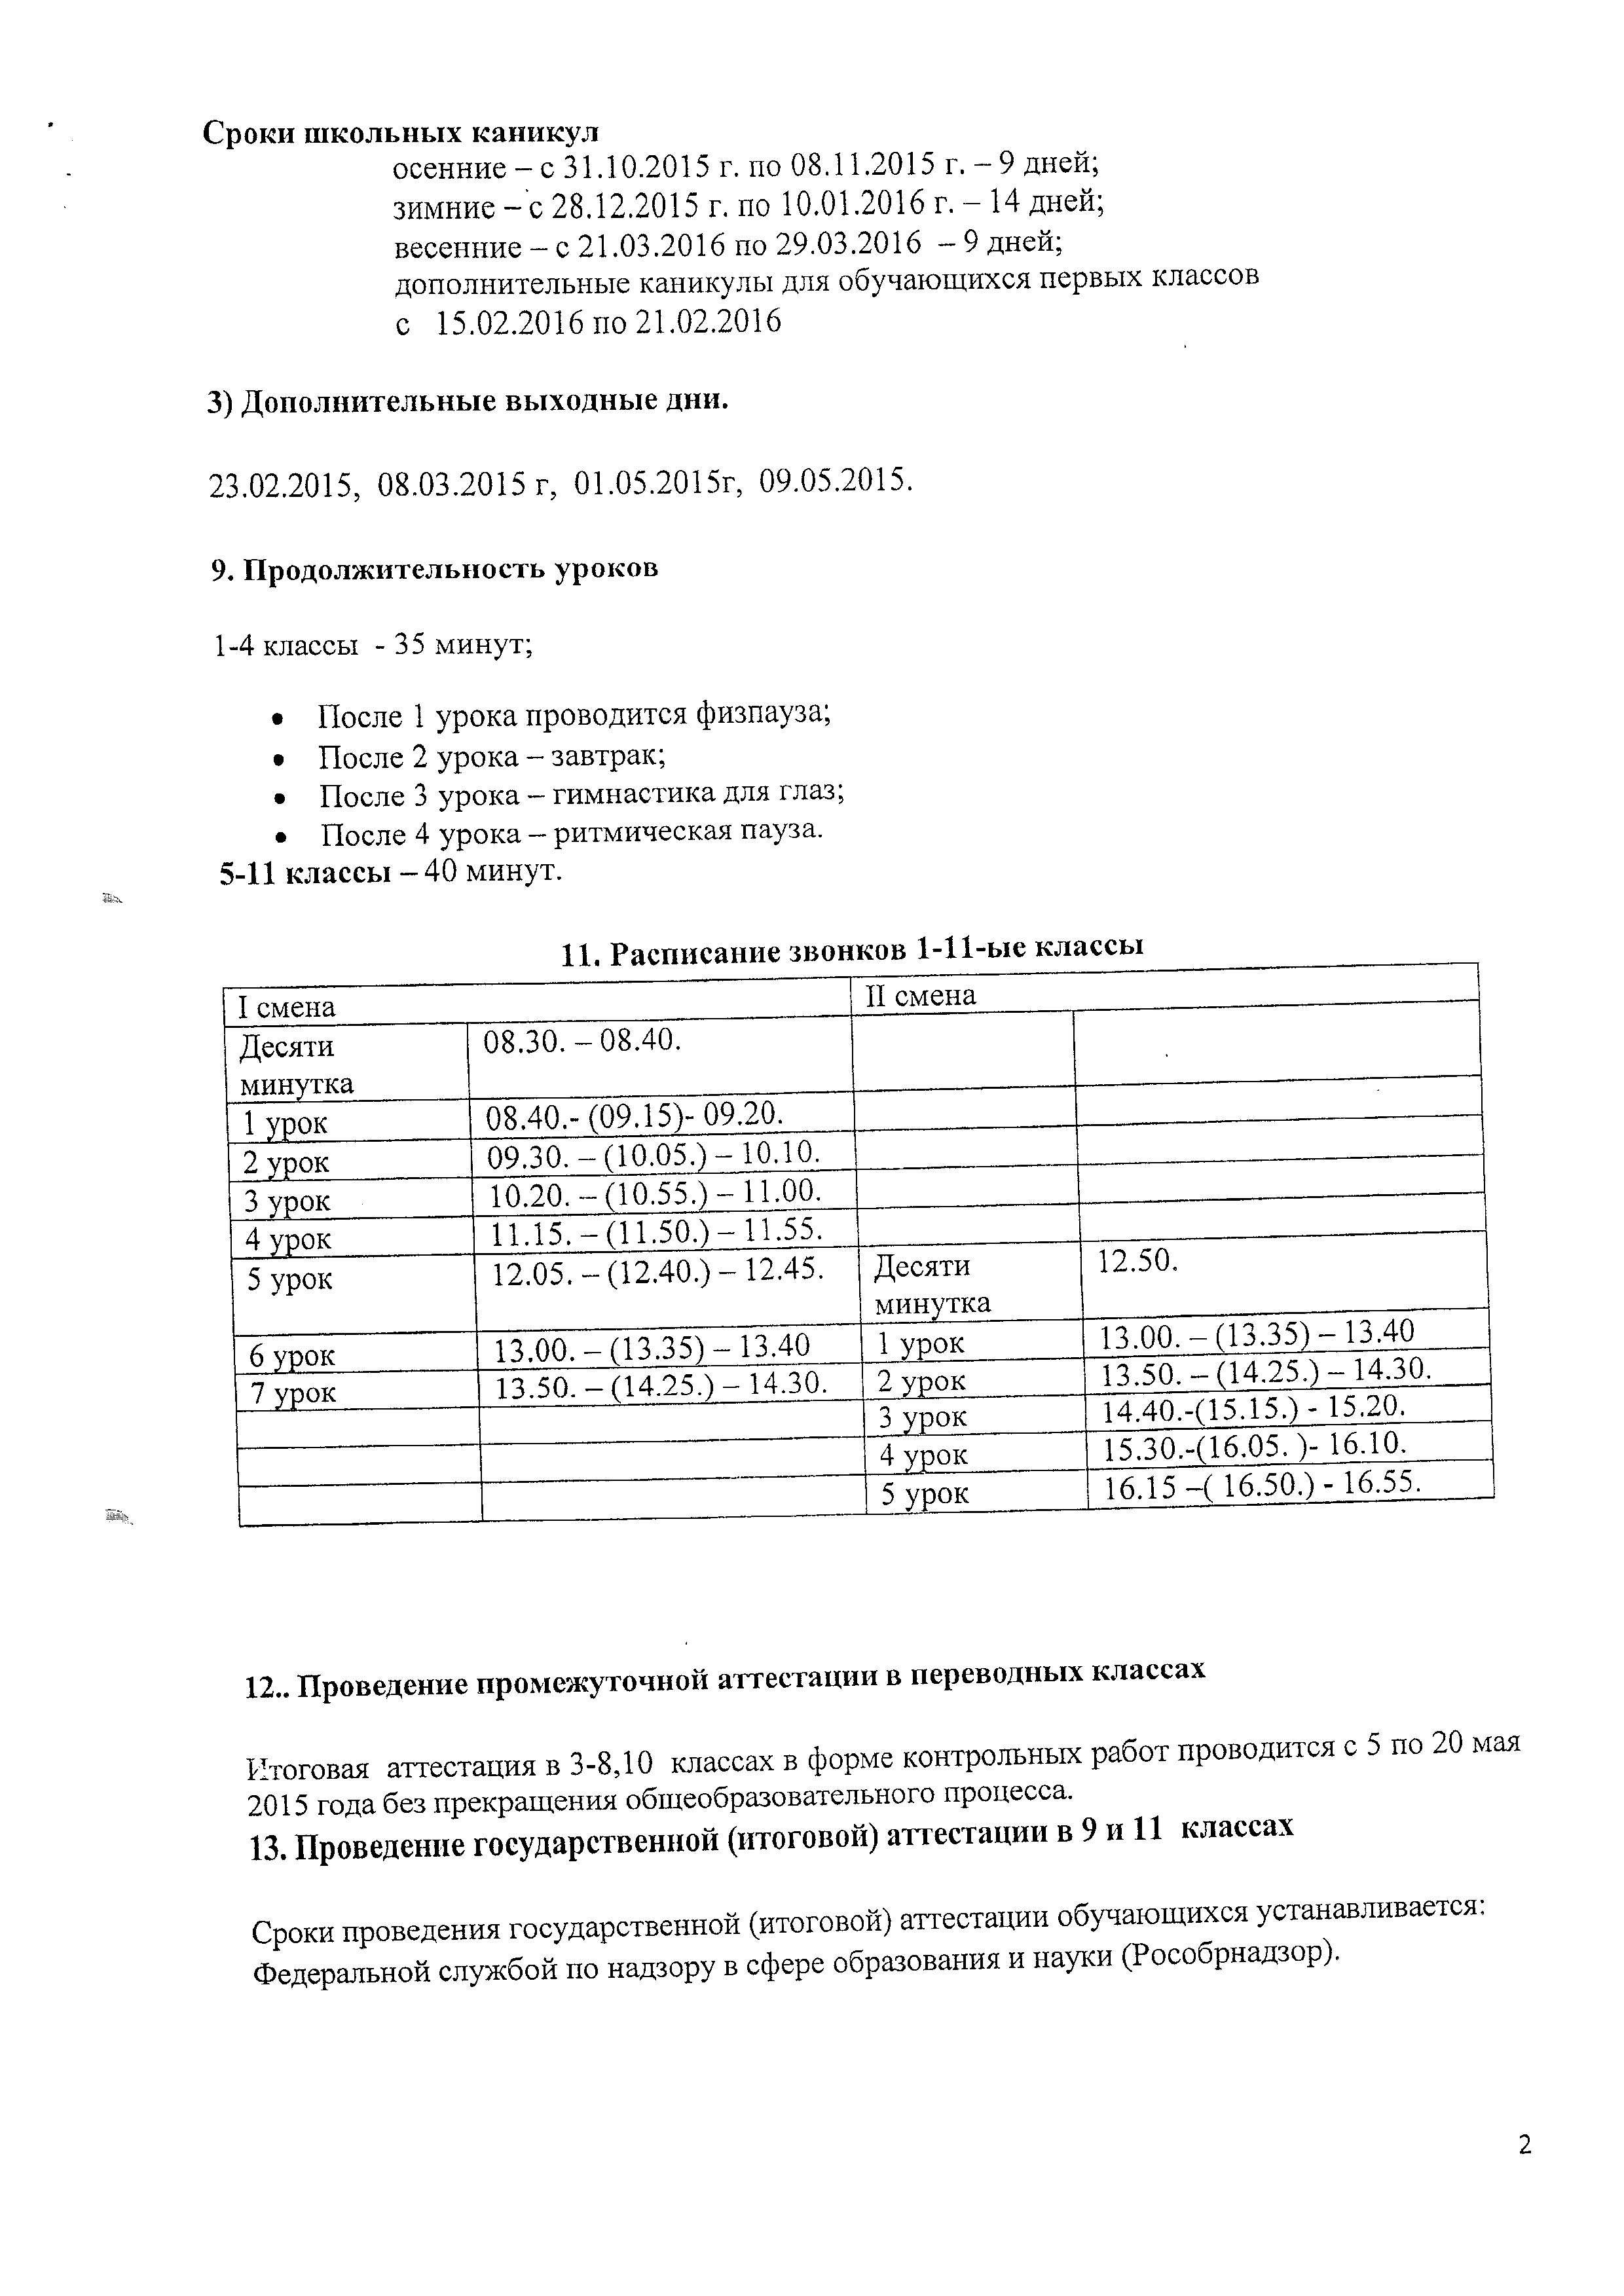 Сроки школьных каникул
осенние – с 31.10.2015 г. по 08.11.2015 г. – 9 дней;
зимние – с 28.12.2015 г. по 10.01.2016 г. – 14 дней;
весенние – с 21.03.2016 по 29.03.2016 – 9 дней;
дополнительные каникулы для обучающихся первых классов
с 15.02.2016 по 21.02.2016
3) Дополнительные выходные дни.
23.02.2015, 08.03.2015 г, 01.05.2015г, 09.05.2015.
9. Продолжительность уроков
1-4 классы - 35 минут;
• После 1 урока проводится физпауза;
• После 2 урока – завтрак;
• После 3 урока – гимнастика для глаз;
• После 4 урока – ритмическая пауза.
5-11 классы – 40 минут.
11. Расписание звонков 1-11-ые классы
I смена II смена
Десяти 08.30. – 08.40.
минутка
1 урок 08.40.- (09.15)- 09.20.
2 урок 09.30. – (10.05.) – 10.10.
3 урок 10.20. – (10.55.) – 11.00.
4 урок 11.15. – (11.50.) – 11.55.
5 урок 12.05. – (12.40.) – 12.45. Десяти 12.50.
минутка
6 урок 13.00. – (13.35) – 13.40 1 урок 13.00. – (13.35) – 13.40
7 урок 13.50. – (14.25.) – 14.30. 2 урок 13.50. – (14.25.) – 14.30.
3 урок 14.40.-(15.15.) - 15.20.
4 урок 15.30.-(16.05. )- 16.10.
5 урок 16.15 –( 16.50.) - 16.55.
12.. Проведение промежуточной аттестации в переводных классах
Итоговая аттестация в 3-8,10 классах в форме контрольных работ проводится с 5 по 20 мая
2015 года без прекращения общеобразовательного процесса.
13. Проведение государственной (итоговой) аттестации в 9 и 11 классах
Сроки проведения государственной (итоговой) аттестации обучающихся устанавливается:
Федеральной службой по надзору в сфере образования и науки (Рособрнадзор).
2